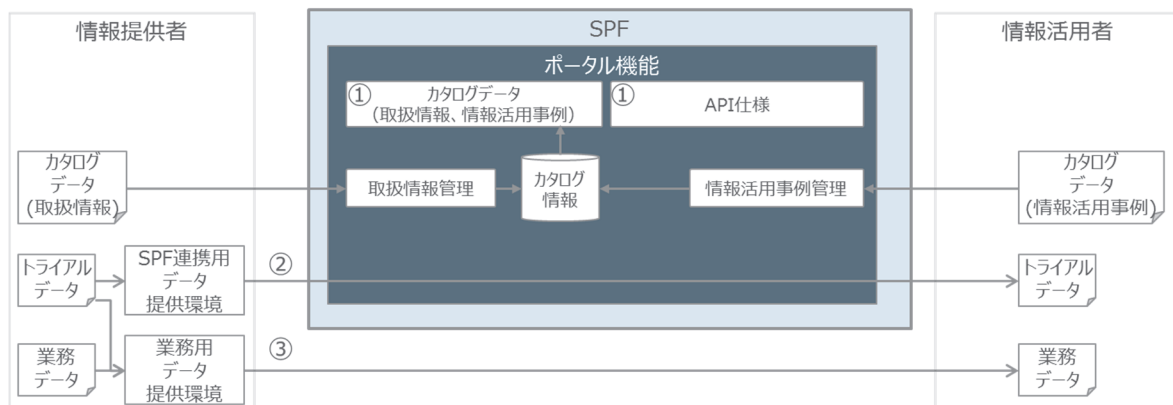 情報提供者
SPF
情報活用者
ポータル機能
①
カタログデータ
(取扱情報、情報活用事例)
①
API仕様
カタログ
データ
(取扱情報)
取扱情報管理
カタログ
情報
情報活用事例管理
カタログ
データ
(情報活用事例)
トライアル
データ
SPF連携用
データ
提供環境
②
トライアル
データ
業務
データ
業務用
データ
提供環境
③
業務
データ